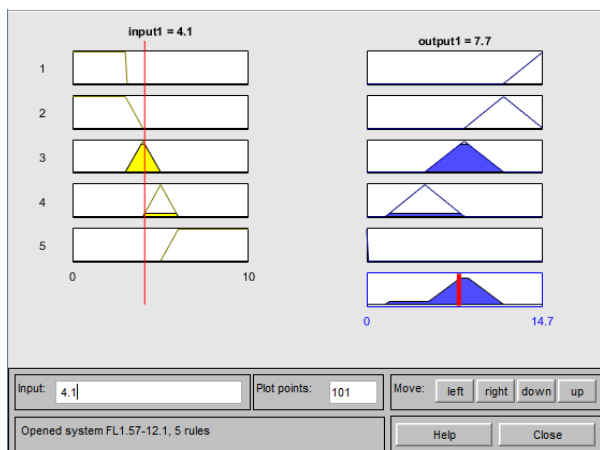 input1 = 4.1
output1 = 7.7
1
2
3
4
5
0
10
0
14.7
Input:
4.1
Plot points:
101
Move:
left
right
down
up
Opened system FL1.57-12.1, 5 rules
Help
Close